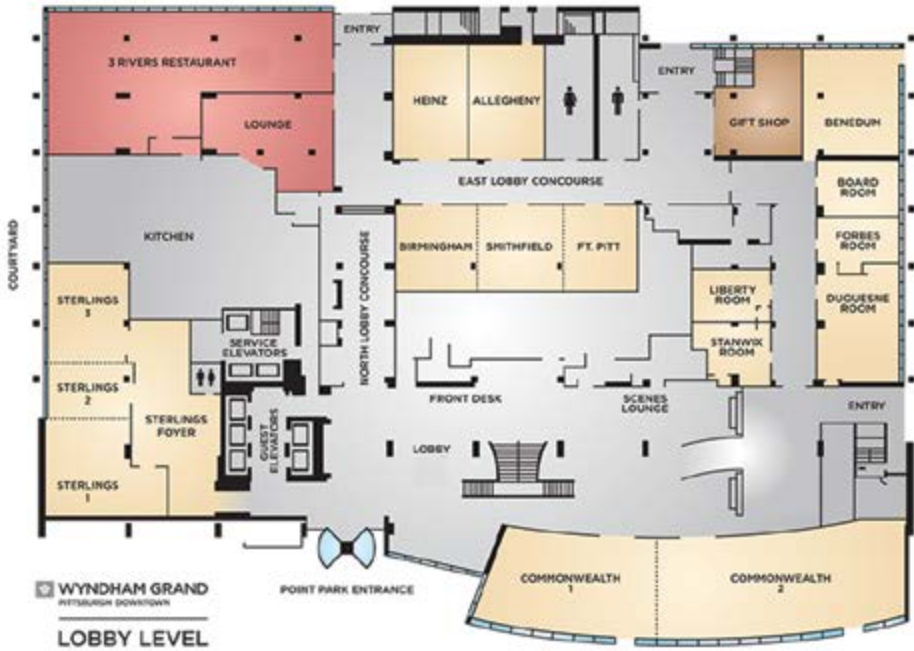 ENTRY
3 RIVERS RESTAURANT
LOUNGE
HEINZ
ALLEGHENY
ENTRY
GIFT SHOP
BENEDUM
EAST LOBBY CONCOURSE
BOARD
ROOM
FORBES
ROOM
DUQUESNE
ROOM
COURTYARD
KITCHEN
NORTH LOBBY CONCOURSE
BIRMINGHAM
SMITHFIELD
FT. PITT
LIBERTY
ROOM
STANWIX
ROOM
STERLINGS
3
SERVICE
ELEVATORS
STERLINGS
2
STERLINGS
FOYER
GUEST
ELEVATORS
FRONT DESK
SCENES
LOUNGE
ENTRY
LOBBY
STERLINGS
1
POINT PARK ENTRANCE
COMMONWEALTH
1
COMMONWEALTH
2
WYNDHAM GRAND
PITTSBURGH DOWNTOWN
LOBBY LEVEL